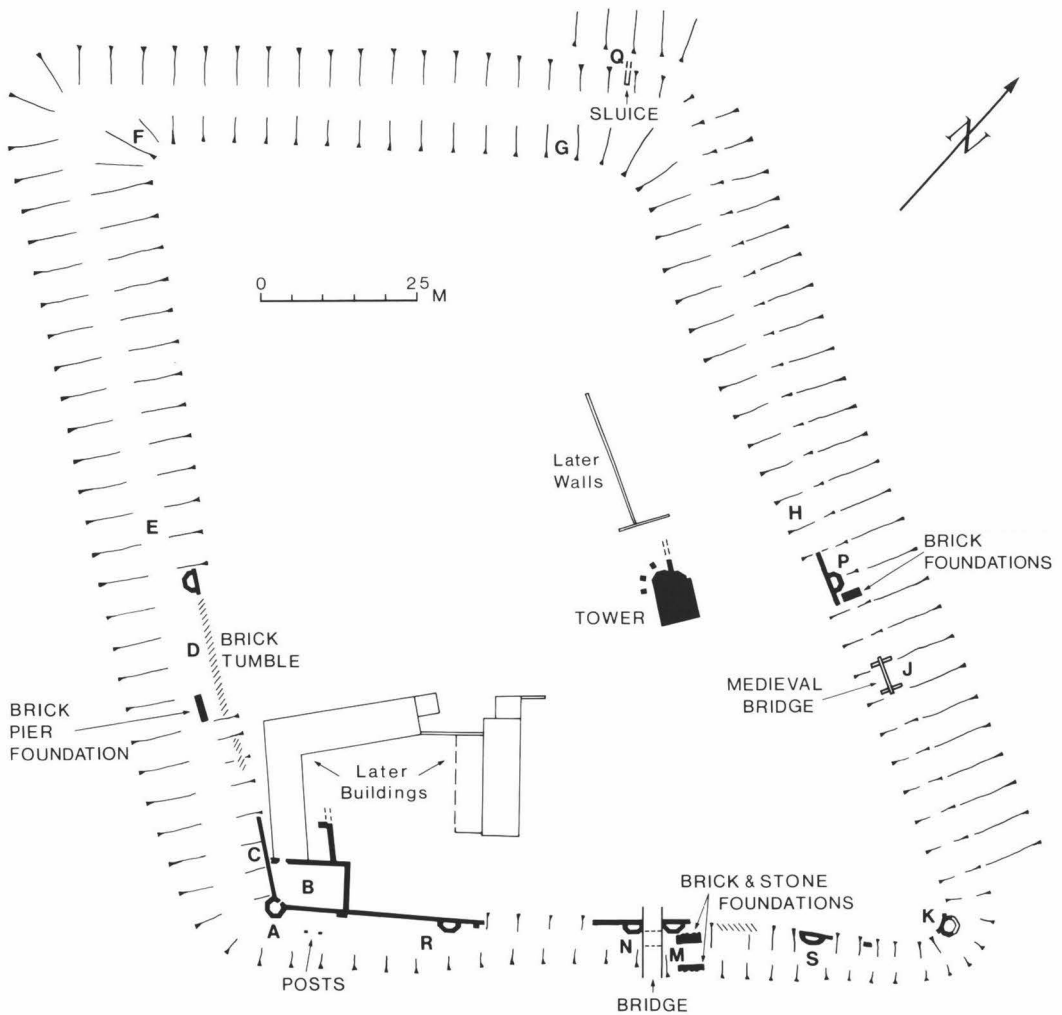 Q
SLUICE
F
G
N
0 25
M
Later
Walls
E
H
P
BRICK
FOUNDATIONS
TOWER
D
BRICK
TUMBLE
J
MEDIEVAL
BRIDGE
BRICK
PIER
FOUNDATION
Later
Buildings
C
B
BRICK & STONE
FOUNDATIONS
K
A
R
N
M
S
POSTS
BRIDGE